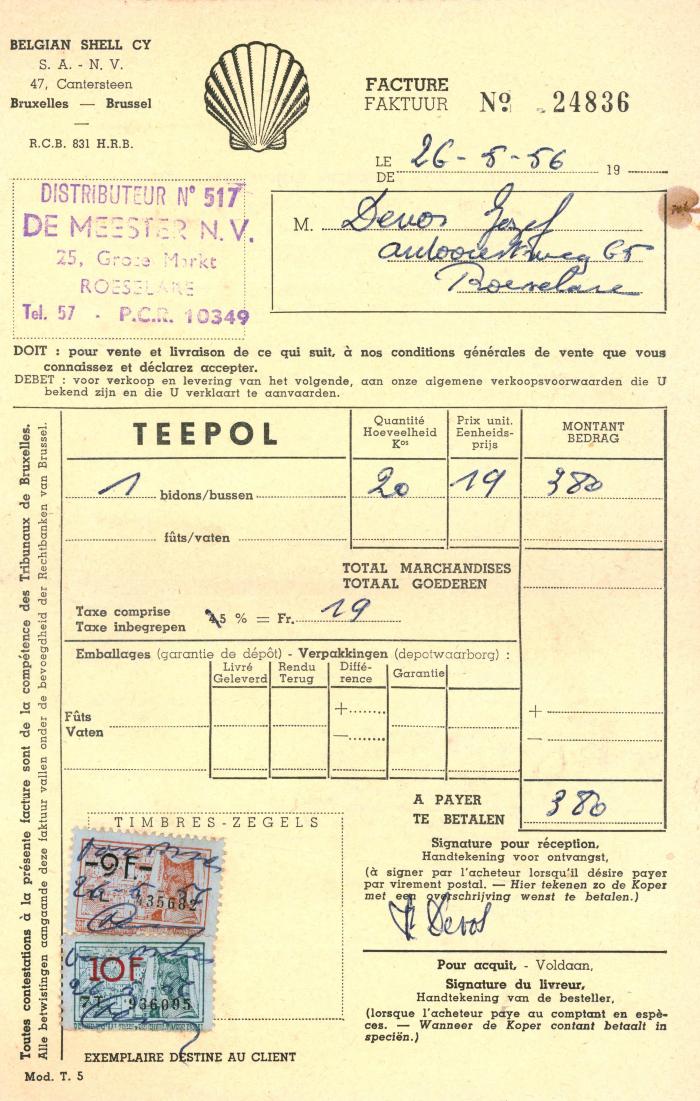 BELGIAN SHELL CY
S. A. - N. V.
47, Cantersteen
Bruxelles — Brussel
R.C.B. 831 H.R.B.
FACTURE
FAKTUUR Nº 24836
LE
DE 26-5-56 19
DISTRIBUTEUR N° 517
DE MEESTER N. V.
25, Grote Markt
ROESELARE
Tel. 57 - P.C.R. 10349
M. Devos Jozef
65
Roeselare
DOIT : pour vente et livraison de ce qui suit, à nos conditions générales de vente que vous
connaissez et déclarez accepter.
DEBET : voor verkoop en levering van het volgende, aan onze algemene verkoopsvoorwaarden die U
bekend zijn en die U verklaart te aanvaarden.
Toutes contestations à la présente facture sont de la compétence des Tribunaux de Bruxelles.
Alle betwistingen aangaande deze faktuur vallen onder de bevoegdheid der Rechtbanken van Brussel.
TEEPOL
Quantité
Hoeveelheid
Kos
Prix unit.
Eenheids-
prijs
MONTANT
BEDRAG
1 bidons/bussen 20 19 380
fûts/vaten
TOTAL MARCHANDISES
TOTAAL GOEDEREN
Taxe comprise
Taxe inbegrepen 5 % = Fr. 19
Emballages (garantie de dépôt) - Verpakkingen (depotwaarborg) :
Livré
Geleverd
Rendu
Terug
Diffé-
rence
Garantie
Fûts
Vaten
+
—
+
—
A PAYER
TE BETALEN 380
TIMBRES-ZEGELS
-9F.-
435682
26-5-
10F
936005
Signature pour réception,
Handtekening voor ontvangst,
(à signer par l'acheteur lorsqu'il désire payer
par virement postal. — Hier tekenen zo de Koper
met een overschrijving wenst te betalen.)
Devos
Pour acquit, - Voldaan,
Signature du livreur,
Handtekening van de besteller,
(lorsque l'acheteur paye au comptant en espè-
ces. — Wanneer de Koper contant betaalt in
speciën.)
EXEMPLAIRE DESTINE AU CLIENT
Mod. T. 5